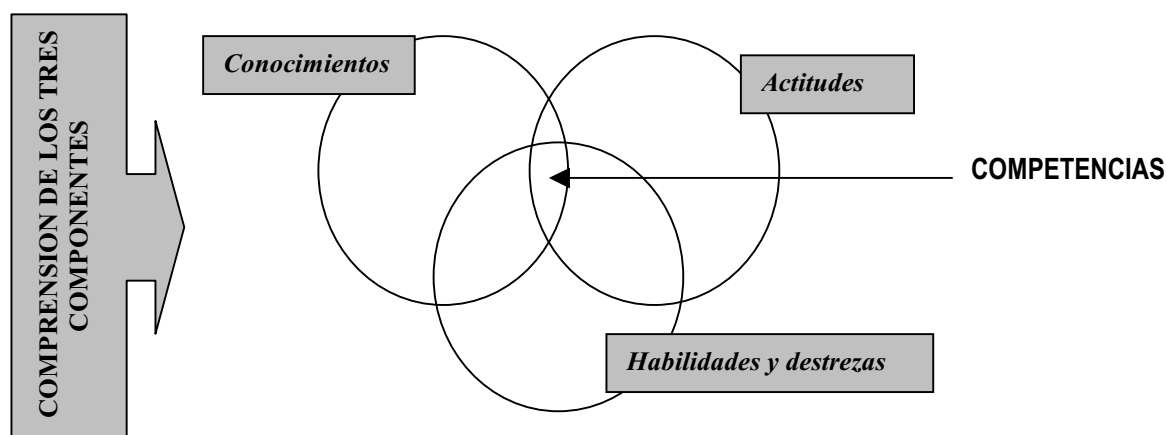 COMPRENSION DE LOS TRES
COMPONENTES
Conocimientos
Actitudes
COMPETENCIAS
Habilidades y destrezas